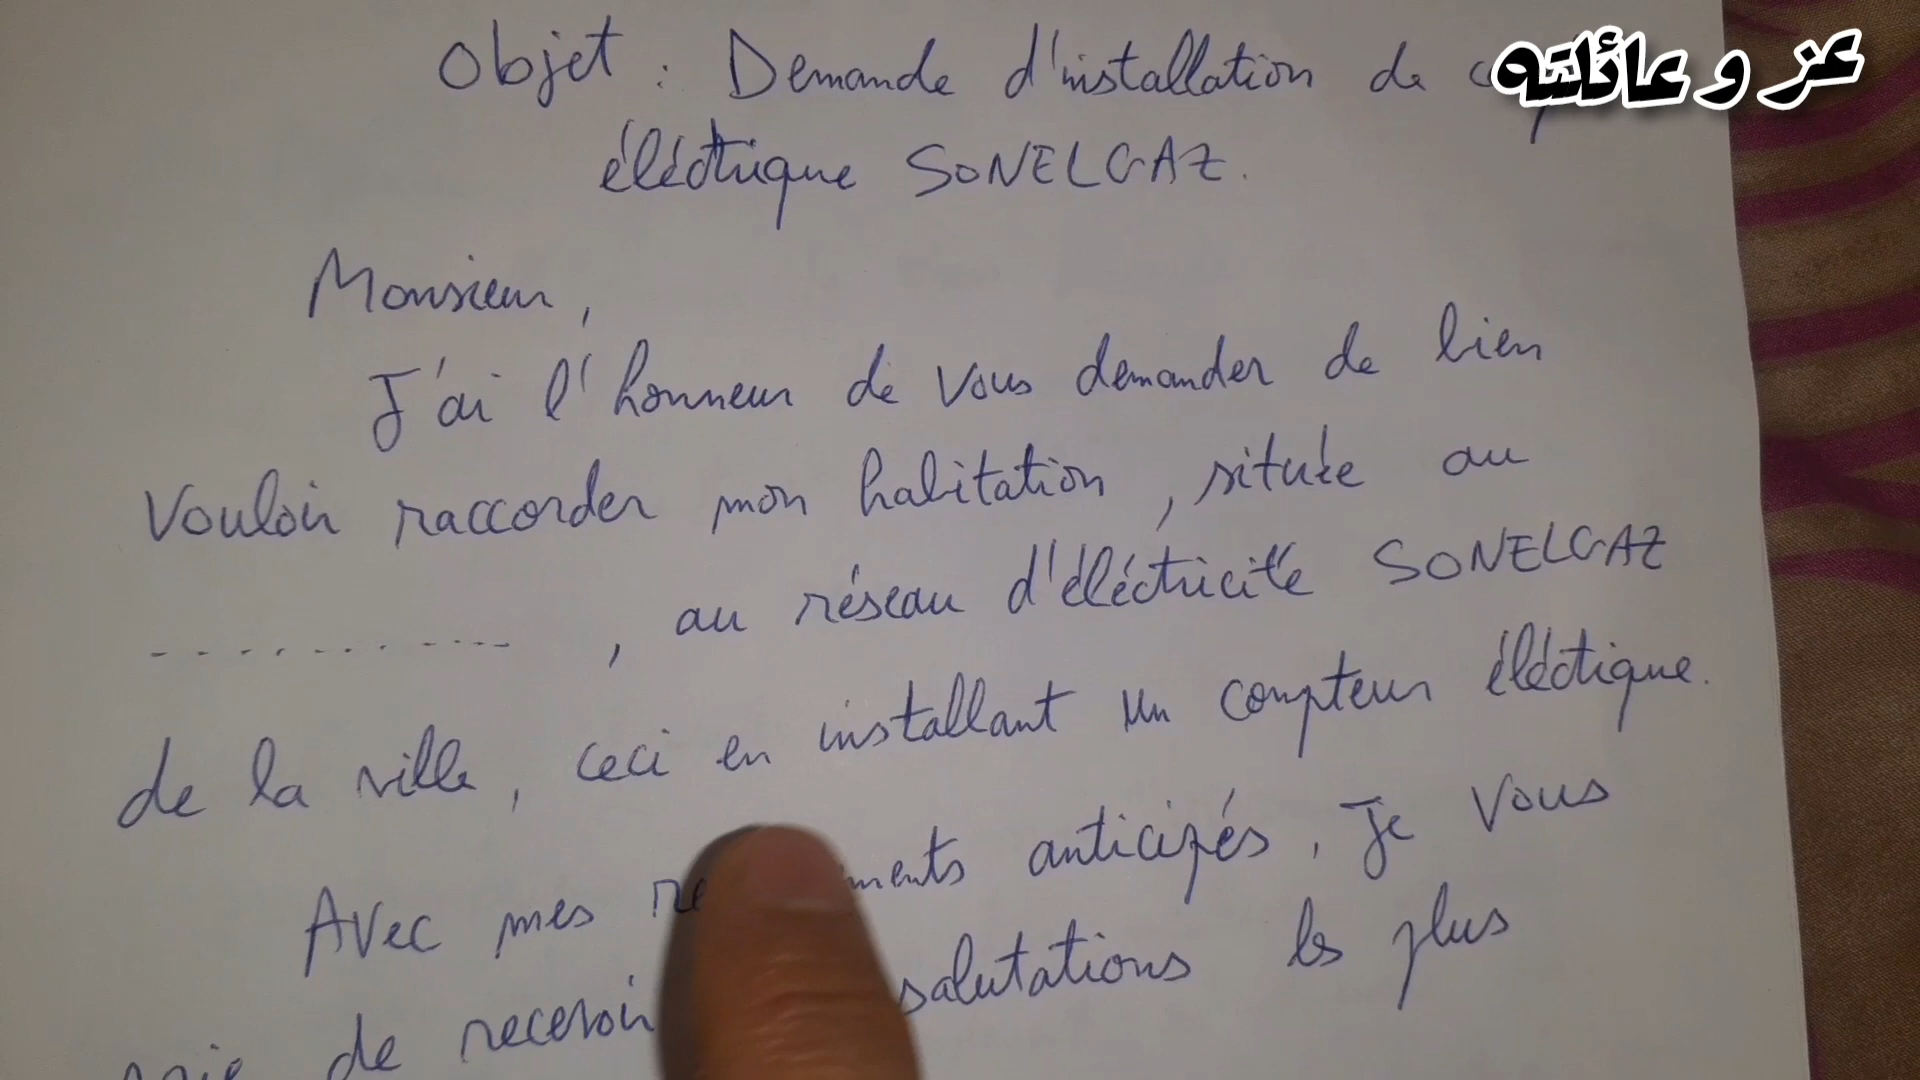 عز و عائلته
Objet : Demande d'installation de
éléctrique SONELGAZ.
Monsieur,
J'ai l'honneur de vous demander de bien
Vouloir raccorder mon habitation, située au
- - - - - - - - - - - , au réseau d'éléctricité SONELGAZ
de la ville, ceci en installant un compteur éléctique.
Avec mes anticipés, Je vous
de recevoir salutations les plus